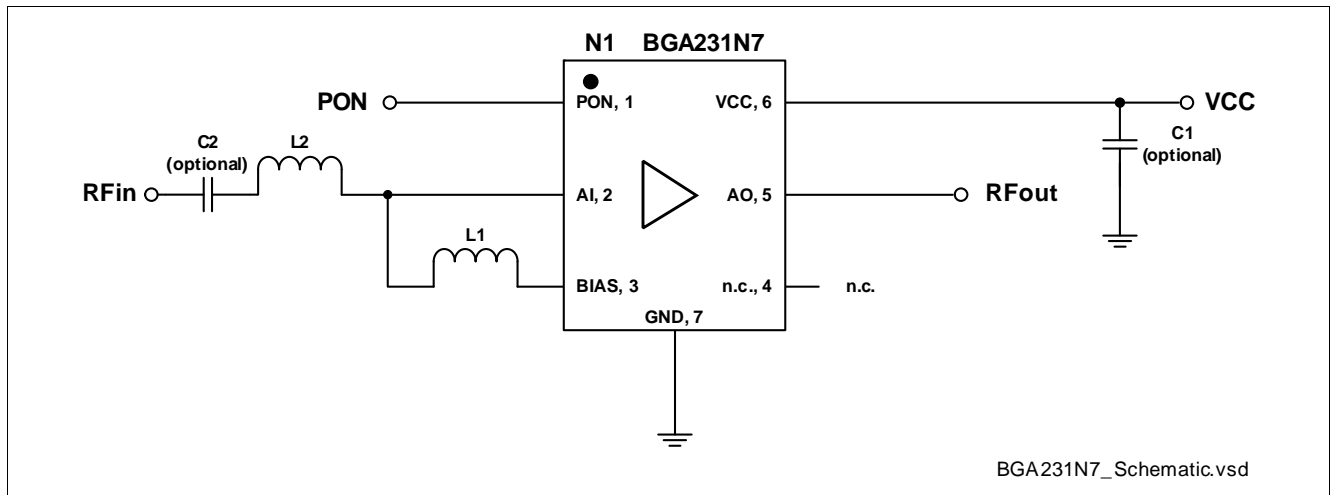 N1 BGA231N7
PON
PON, 1
VCC, 6
VCC
C2
(optional)
L2
C1
(optional)
RFin
AI, 2
AO, 5
RFout
L1
BIAS, 3
n.c., 4
n.c.
GND, 7
BGA231N7_Schematic.vsd